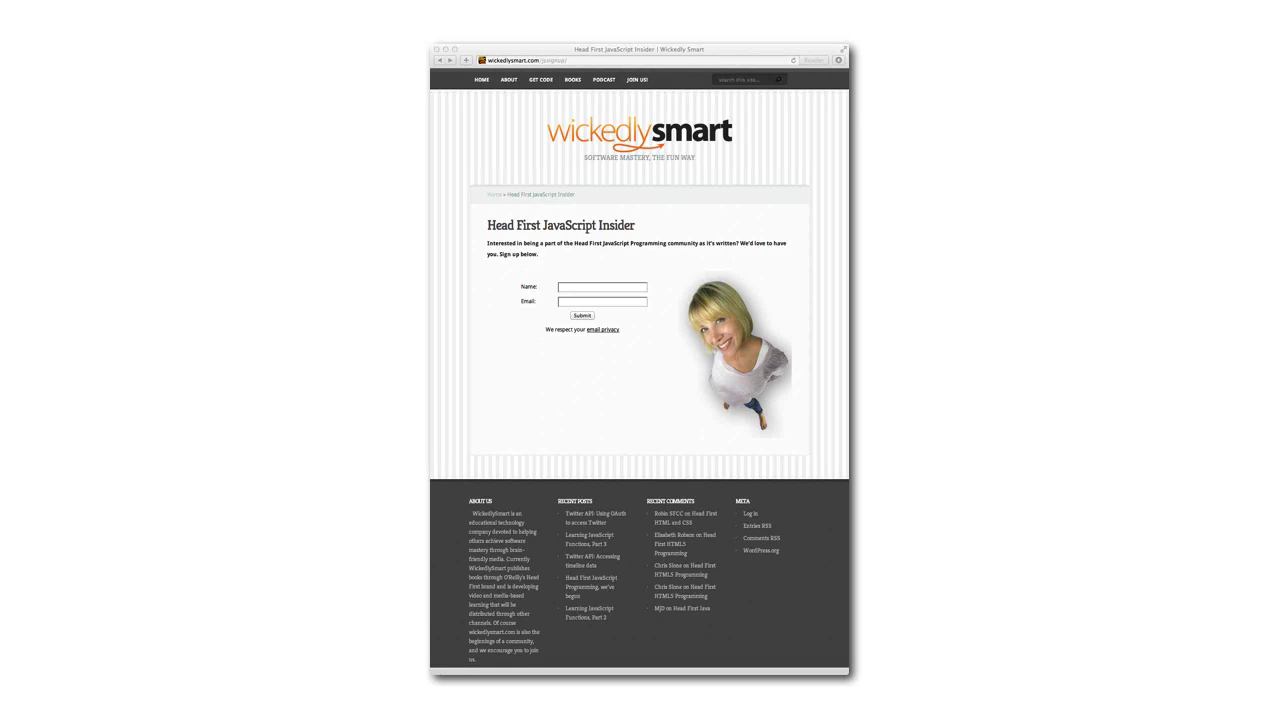 Head First JavaScript Insider | Wickedly Smart
wickedlysmart.com/jssignup/
Reader
HOME ABOUT GET CODE BOOKS PODCAST JOIN US!
search this site...
wickedlysmart
SOFTWARE MASTERY, THE FUN WAY
Home » Head First JavaScript Insider
Head First JavaScript Insider
Interested in being a part of the Head First JavaScript Programming community as it's written? We'd love to have
you. Sign up below.
Name:
Email:
Submit
We respect your email privacy
ABOUT US
WickedlySmart is an
educational technology
company devoted to helping
others achieve software
mastery through brain-
friendly media. Currently
WickedlySmart publishes
books through O'Reilly's Head
First brand and is developing
video and media-based
learning that will be
distributed through other
channels. Of course
wickedlysmart.com is also the
beginnings of a community,
and we encourage you to join
us.
RECENT POSTS
Twitter API: Using OAuth
to access Twitter
Learning JavaScript
Functions, Part 3
Twitter API: Accessing
timeline data
Head First JavaScript
Programming, we've
begun
Learning JavaScript
Functions, Part 2
RECENT COMMENTS
Robin SFCC on Head First
HTML and CSS
Elisabeth Robson on Head
First HTML5
Programming
Chris Slone on Head First
HTML5 Programming
Chris Slone on Head First
HTML5 Programming
MJD on Head First Java
META
Log in
Entries RSS
Comments RSS
WordPress.org